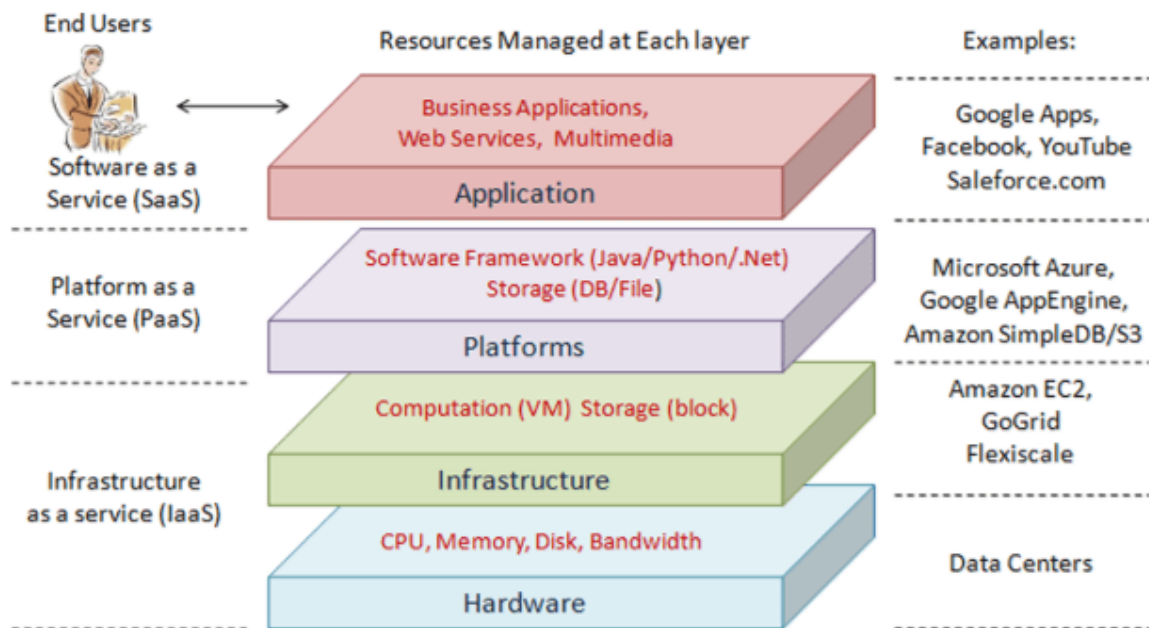 End Users
Resources Managed at Each layer
Examples:
Business Applications,
Web Services, Multimedia
Application
Software as a
Service (SaaS)
Google Apps,
Facebook, YouTube
Saleforce.com
Software Framework (Java/Python/.Net)
Storage (DB/File)
Platforms
Platform as a
Service (PaaS)
Microsoft Azure,
Google AppEngine,
Amazon SimpleDB/S3
Computation (VM) Storage (block)
Infrastructure
Amazon EC2,
GoGrid
Flexiscale
Infrastructure
as a service (IaaS)
CPU, Memory, Disk, Bandwidth
Hardware
Data Centers